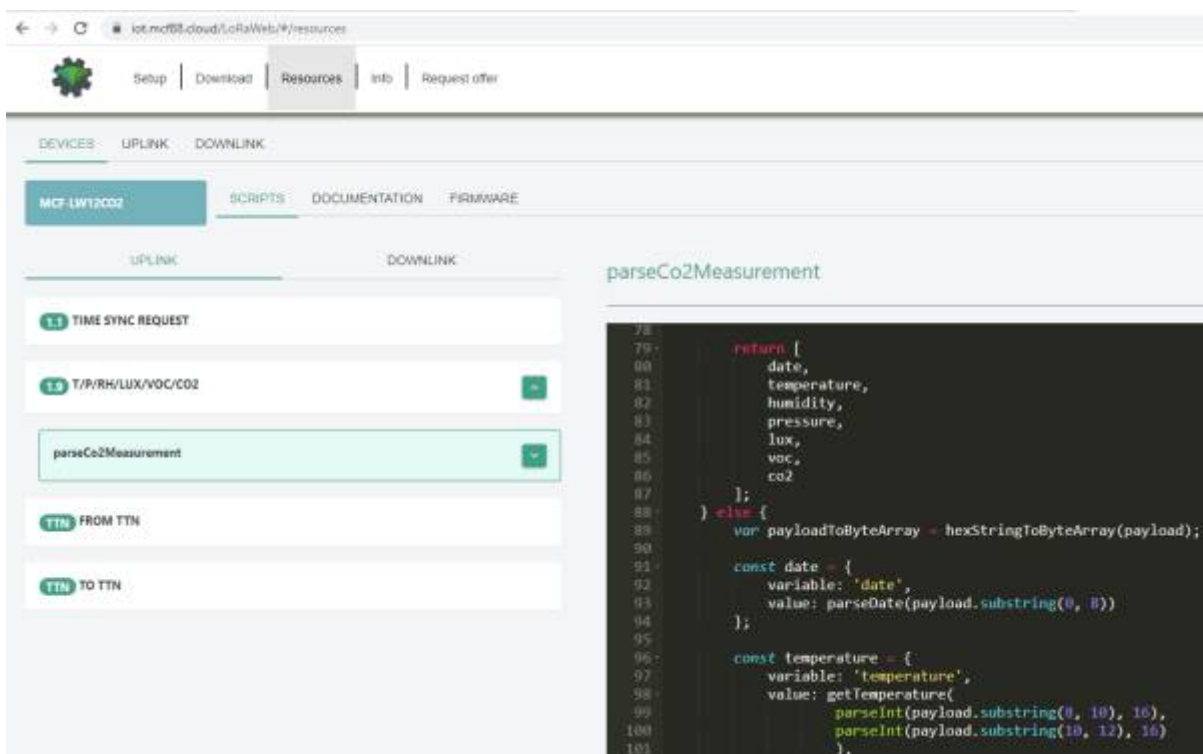 iot.mcf88.cloud/LoRaWeb/#/resources
Setup Download Resources Info Request offer
DEVICES UPLINK DOWNLINK
MCF-LW12CO2 SCRIPTS DOCUMENTATION FIRMWARE
UPLINK DOWNLINK
1.1 TIME SYNC REQUEST
1.9 T/P/RH/LUX/VOC/CO2
parseCo2Measurement
TTN FROM TTN
TTN TO TTN
parseCo2Measurement
78
79 return [
80 date,
81 temperature,
82 humidity,
83 pressure,
84 lux,
85 voc,
86 co2
87 ];
88 } else {
89 var payloadToByteArray = hexStringToByteArray(payload);
90
91 const date = {
92 variable: 'date',
93 value: parseDate(payload.substring(0, 8))
94 };
95
96 const temperature = {
97 variable: 'temperature',
98 value: getTemperature(
99 parseInt(payload.substring(8, 10), 16),
100 parseInt(payload.substring(10, 12), 16)
101 ),